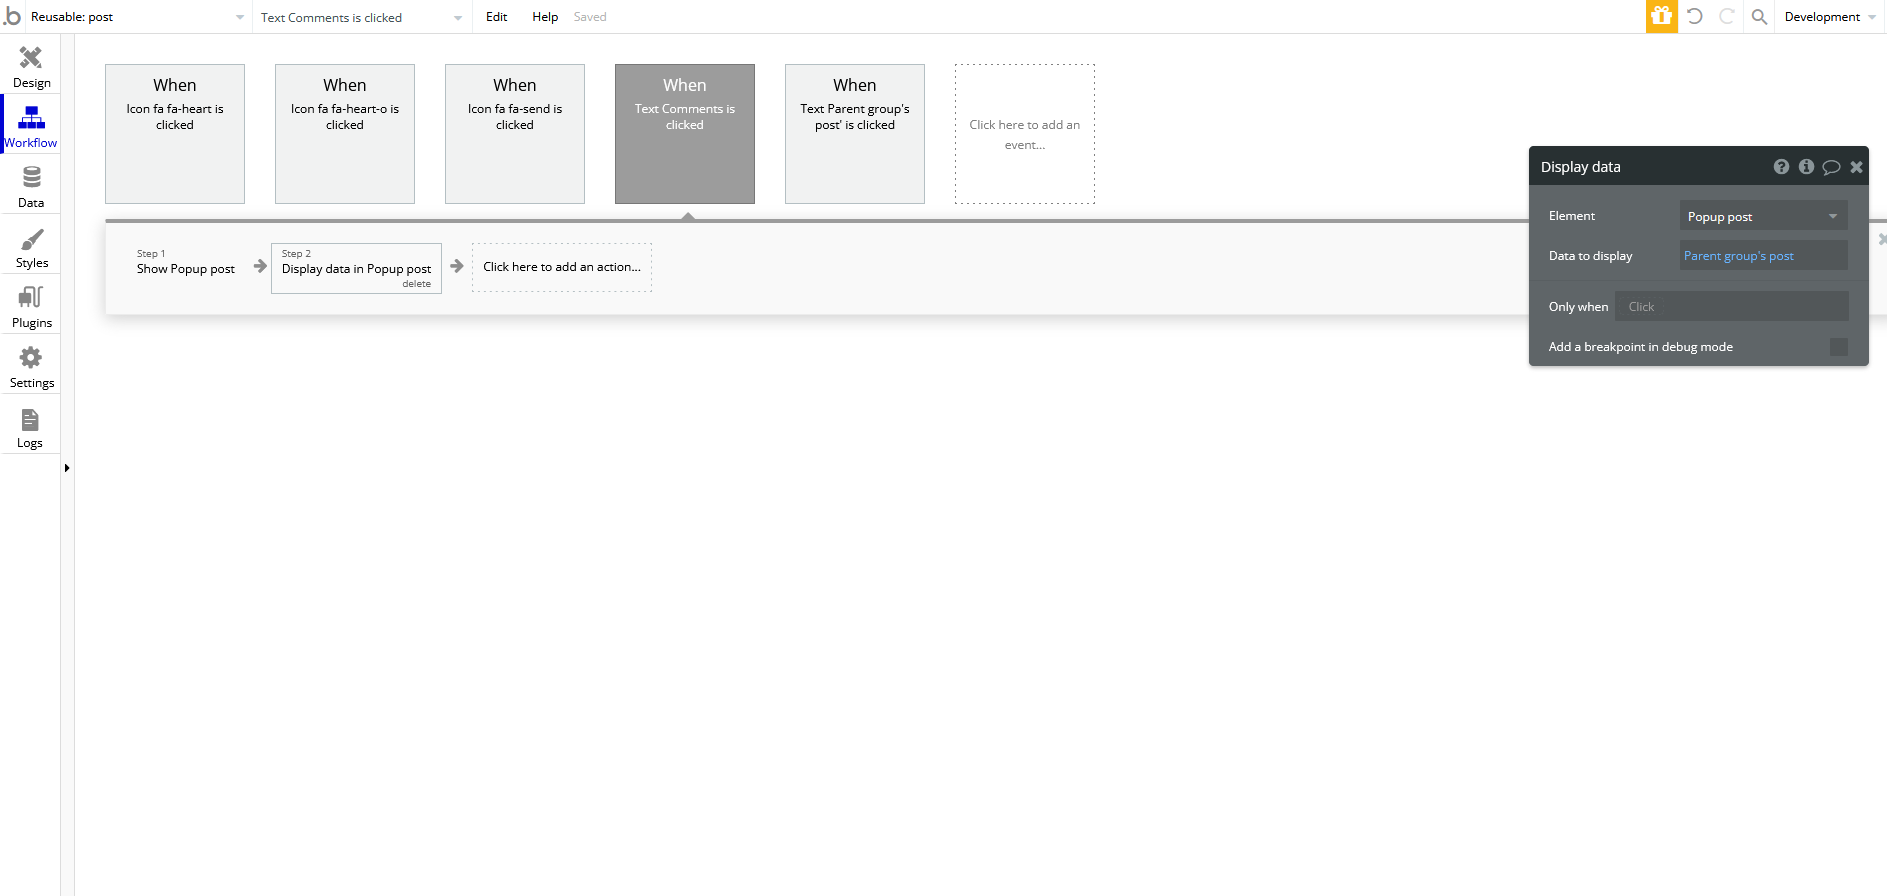 .b Reusable: post
Text Comments is clicked
Edit
Help
Saved
Development
Design
Workflow
Data
Styles
Plugins
Settings
Logs
When
Icon fa fa-heart is
clicked
When
Icon fa fa-heart-o is
clicked
When
Icon fa fa-send is
clicked
When
Text Comments is
clicked
When
Text Parent group's
post' is clicked
Click here to add an
event...
Step 1
Show Popup post
Step 2
Display data in Popup post
delete
Click here to add an action...
Display data
Element
Popup post
Data to display
Parent group's post
Only when
Click
Add a breakpoint in debug mode